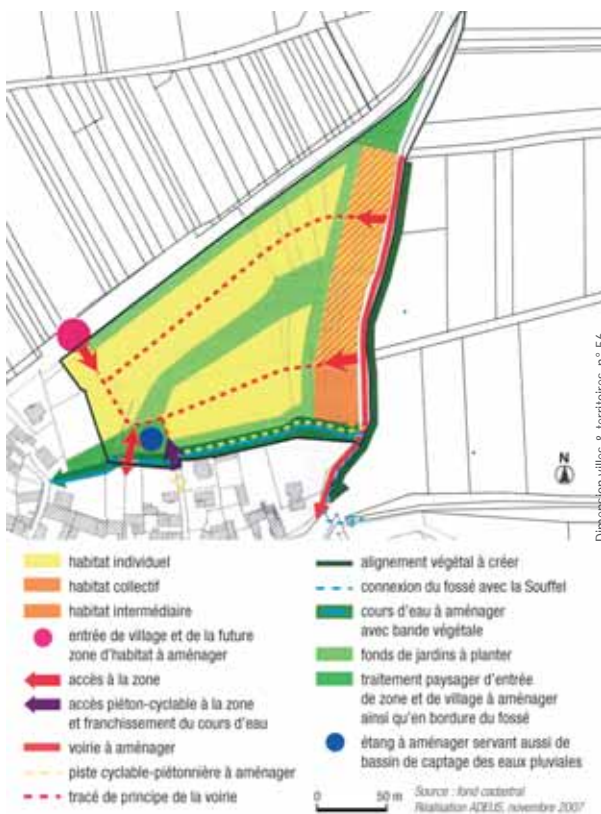 Dimension villes & territoires, n° 54
N
habitat individuel
habitat collectif
habitat intermédiaire
entrée de village et de la future
zone d'habitat à aménager
accès à la zone
accès piéton-cyclable à la zone
et franchissement du cours d'eau
voirie à aménager
piste cyclable-piétonnière à aménager
tracé de principe de la voirie
alignement végétal à créer
connexion du fossé avec la Souffel
cours d'eau à aménager
avec bande végétale
fonds de jardins à planter
traitement paysager d'entrée
de zone et de village à aménager
ainsi qu'en bordure du fossé
étang à aménager servant aussi de
bassin de captage des eaux pluviales
0 50 m
Source : fond cadastral
Réalisation ADEUS, novembre 2007